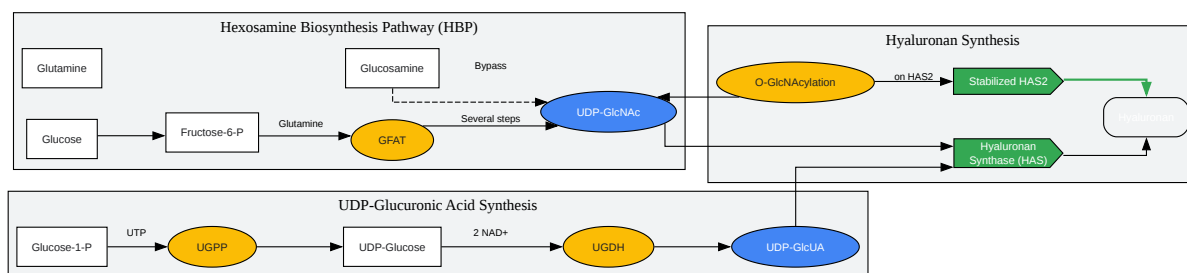 Hexosamine Biosynthesis Pathway (HBP)
Glutamine
Glucosamine
Bypass
Glucose
Fructose-6-P
Glutamine
GFAT
Several steps
UDP-GlcNAc
Hyaluronan Synthesis
O-GlcNAcylation
on HAS2
Stabilized HAS2
Hyaluronan
Hyaluronan
Synthase (HAS)
UDP-Glucuronic Acid Synthesis
Glucose-1-P
UTP
UGPP
UDP-Glucose
2 NAD+
UGDH
UDP-GlcUA